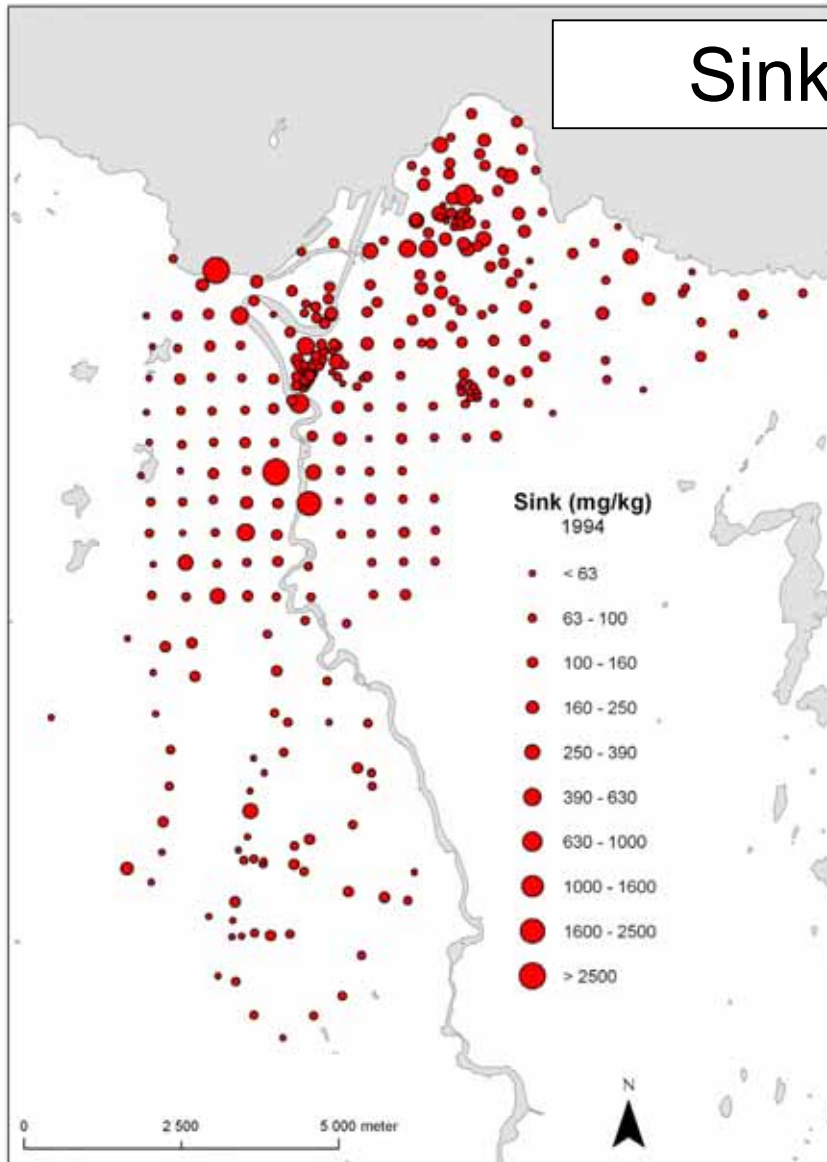 Sink
Sink (mg/kg)
1994
< 63
63 - 100
100 - 160
160 - 250
250 - 390
390 - 630
630 - 1000
1000 - 1600
1600 - 2500
> 2500
N
0 2 500 5 000 meter